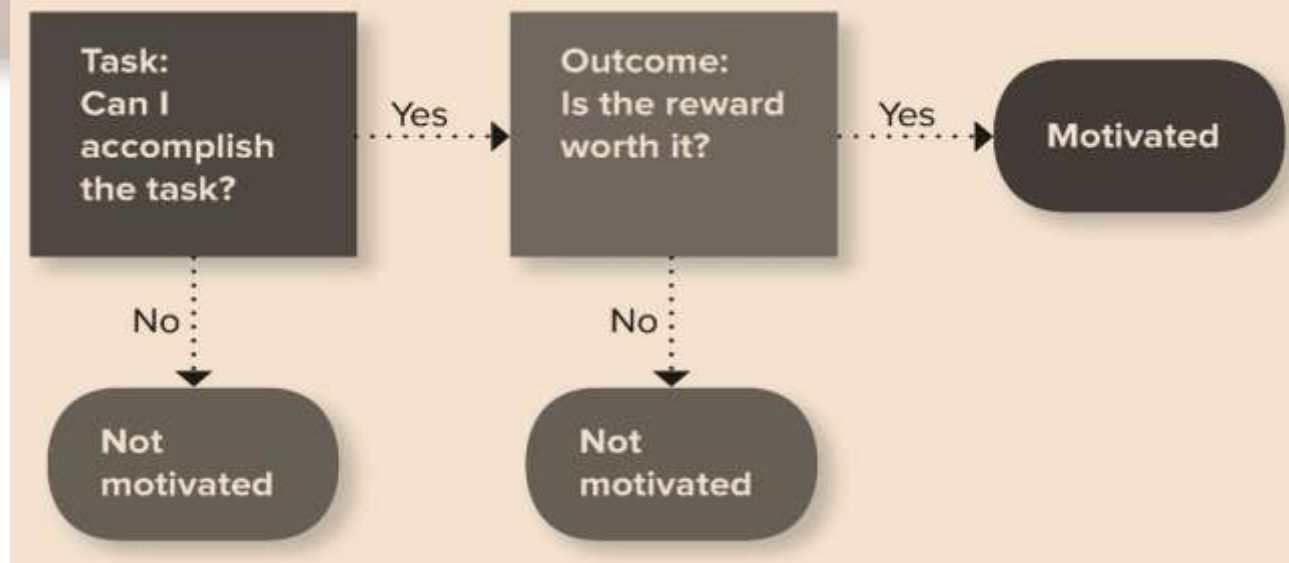 Task:
Can I
accomplish
the task?
Yes
Outcome:
Is the reward
worth it?
Yes
Motivated
No
No
Not
motivated
Not
motivated